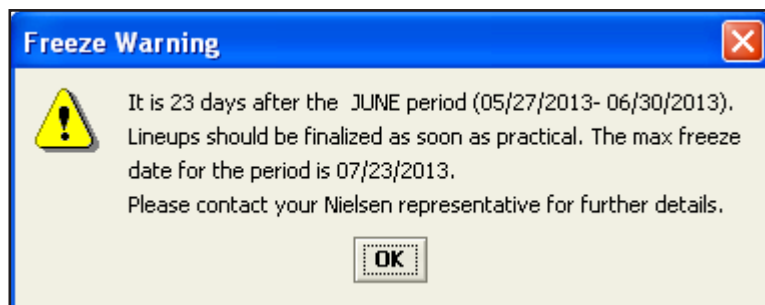 Freeze Warning
It is 23 days after the JUNE period (05/27/2013- 06/30/2013).
Lineups should be finalized as soon as practical. The max freeze
date for the period is 07/23/2013.
Please contact your Nielsen representative for further details.
OK